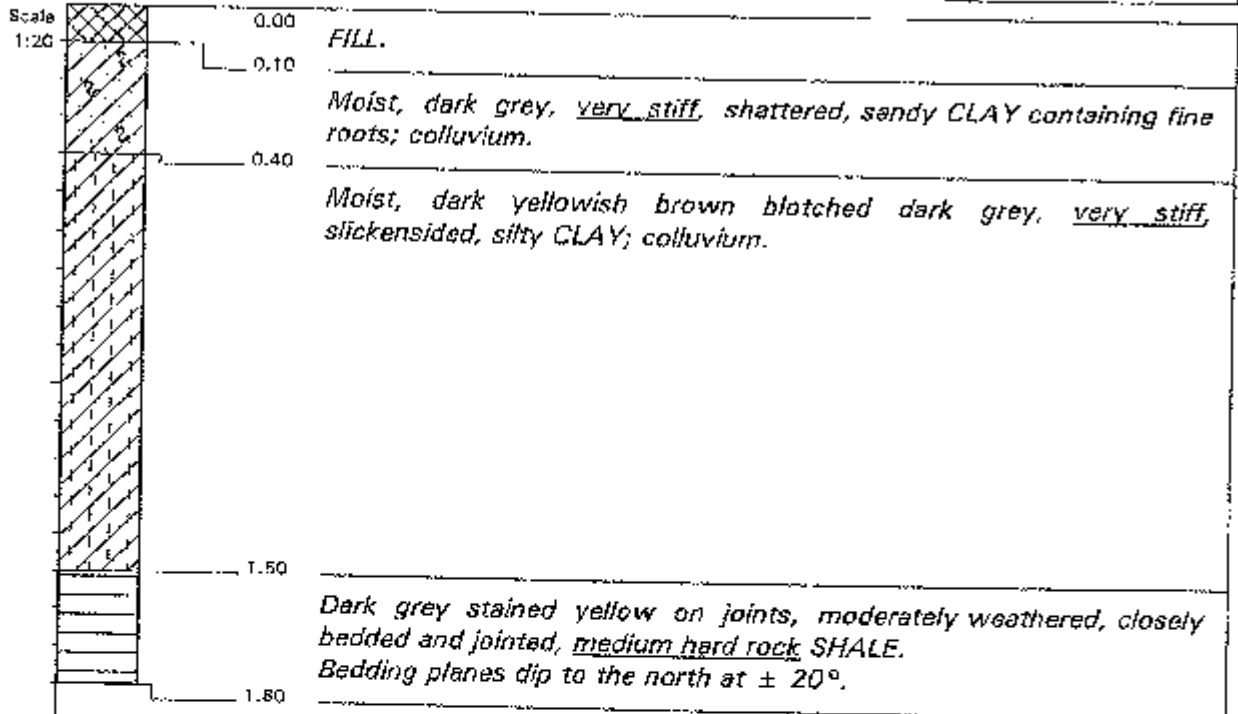 Scale
1:20
0.00
FILL.
0.10
Moist, dark grey, very stiff, shattered, sandy CLAY containing fine
roots; colluvium.
0.40
Moist, dark yellowish brown blotched dark grey, very stiff,
slickensided, silty CLAY; colluvium.
1.50
Dark grey stained yellow on joints, moderately weathered, closely
bedded and jointed, medium hard rock SHALE.
Bedding planes dip to the north at ± 20°.
1.80